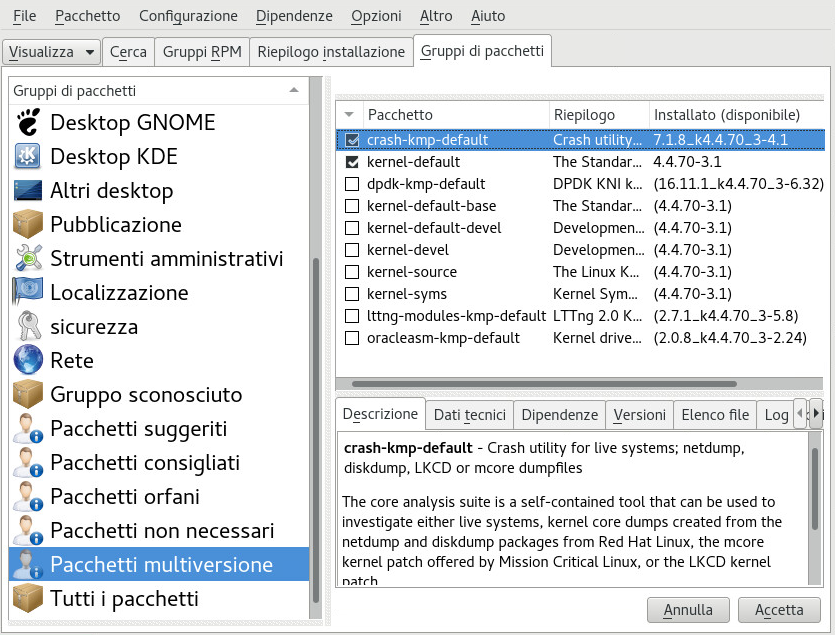 File Pacchetto Configurazione Dipendenze Opzioni Altro Aiuto
Visualizza Cerca Gruppi RPM Riepilogo installazione Gruppi di pacchetti
Gruppi di pacchetti
Desktop GNOME
Desktop KDE
Altri desktop
Pubblicazione
Strumenti amministrativi
Localizzazione
sicurezza
Rete
Gruppo sconosciuto
Pacchetti suggeriti
Pacchetti consigliati
Pacchetti orfani
Pacchetti non necessari
Pacchetti multiversione
Tutti i pacchetti
Pacchetto Riepilogo Installato (disponibile)
crash-kmp-default Crash utility... 7.1.8_k4.4.70_3-4.1
kernel-default The Standar... 4.4.70-3.1
dpdk-kmp-default DPDK KNI k... (16.11.1_k4.4.70_3-6.32)
kernel-default-base The Standar... (4.4.70-3.1)
kernel-default-devel Developmen... (4.4.70-3.1)
kernel-devel Developmen... (4.4.70-3.1)
kernel-source The Linux K... (4.4.70-3.1)
kernel-syms Kernel Sym... (4.4.70-3.1)
lttng-modules-kmp-default LTTng 2.0 K... (2.7.1_k4.4.70_3-5.8)
oracleasm-kmp-default Kernel drive... (2.0.8_k4.4.70_3-2.24)
Descrizione Dati tecnici Dipendenze Versioni Elenco file Log
crash-kmp-default - Crash utility for live systems; netdump,
diskdump, LKCD or mcore dumpfiles
The core analysis suite is a self-contained tool that can be used to
investigate either live systems, kernel core dumps created from the
netdump and diskdump packages from Red Hat Linux, the mcore
kernel patch offered by Mission Critical Linux, or the LKCD kernel
patch
Annulla Accetta